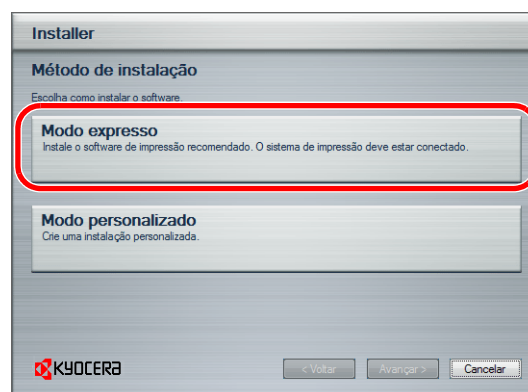 Installer
Método de instalação
Escolha como instalar o software.
Modo expresso
Instale o software de impressão recomendado. O sistema de impressão deve estar conectado.
Modo personalizado
Crie uma instalação personalizada.
KYOCERA
< Voltar
Avançar >
Cancelar